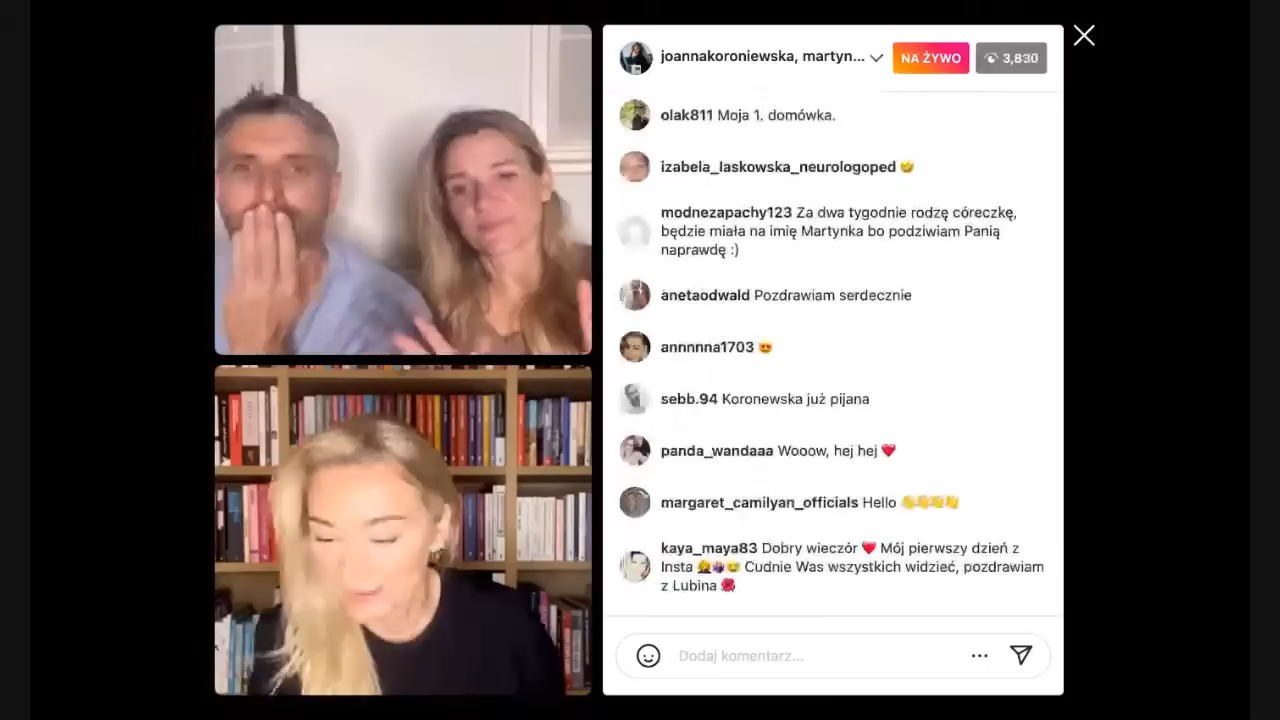 joannakoroniewska, martyn...
NA ŻYWO
3,830
olak811 Moja 1. domówka.
izabela_laskowska_neurologoped 🤣
modnezapachy123 Za dwa tygodnie rodzę córeczkę,
będzie miała na imię Martynka bo podziwiam Panią
naprawdę :)
anetaodwald Pozdrawiam serdecznie
annnnna1703 😍
sebb.94 Koronewska już pijana
panda_wandaaa Wooow, hej hej ❤️
margaret_camilyan_officials Hello 👏👏👏👏
kaya_maya83 Dobry wieczór ❤️ Mój pierwszy dzień z
Insta 🤦‍♀️🙈😅 Cudnie Was wszystkich widzieć, pozdrawiam
z Lubina 🌺
Dodaj komentarz...